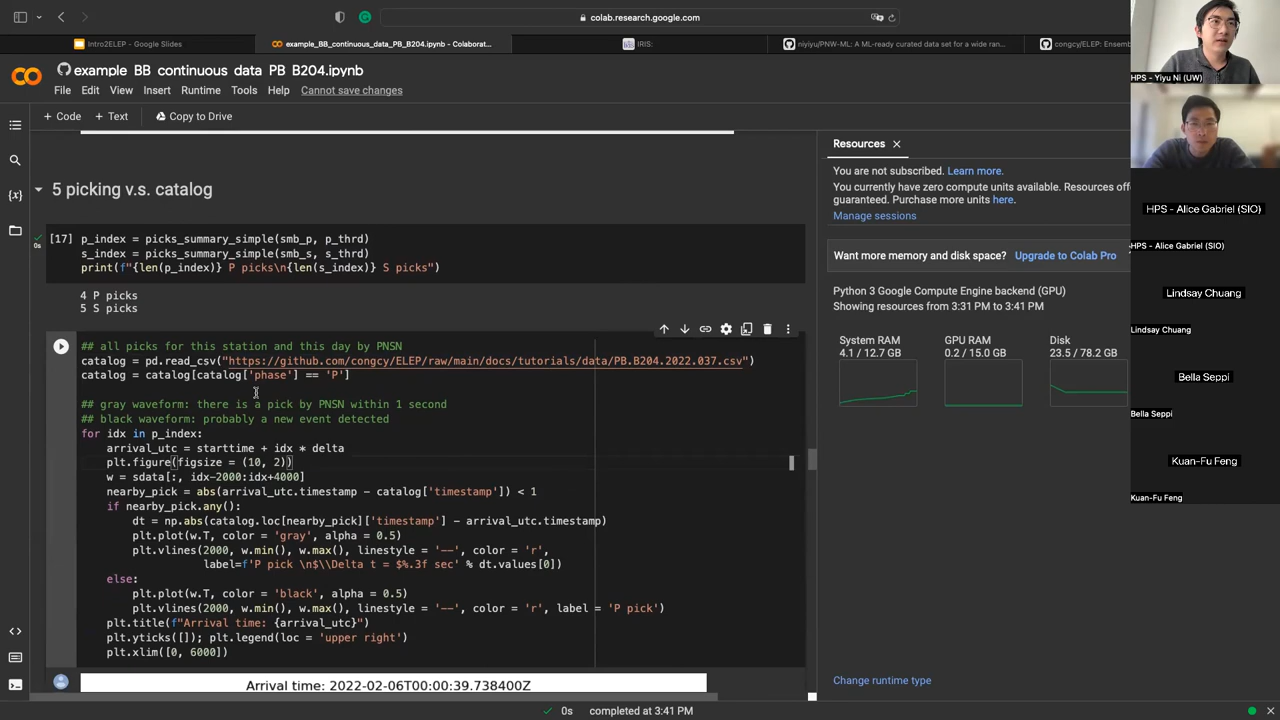 colab.research.google.com
Intro2ELEP - Google Slides
example_BB_continuous_data_PB_B204.ipynb - Colaborat...
IRIS:
niyiyu/PNW-ML: A ML-ready curated data set for a wide ran...
congcy/ELEP: Ensemb
example_BB_continuous_data_PB_B204.ipynb
File Edit View Insert Runtime Tools Help Cannot save changes
+ Code + Text Copy to Drive
5 picking v.s. catalog
[17] p_index = picks_summary_simple(smb_p, p_thrd)
0s
s_index = picks_summary_simple(smb_s, s_thrd)
print(f"{len(p_index)} P picks\n{len(s_index)} S picks")
4 P picks
5 S picks
## all picks for this station and this day by PNSN
catalog = pd.read_csv("https://github.com/congcy/ELEP/raw/main/docs/tutorials/data/PB.B204.2022.037.csv")
catalog = catalog[catalog['phase'] == 'P']
## gray waveform: there is a pick by PNSN within 1 second
## black waveform: probably a new event detected
for idx in p_index:
arrival_utc = starttime + idx * delta
plt.figure(figsize = (10, 2))
w = sdata[:, idx-2000:idx+4000]
nearby_pick = abs(arrival_utc.timestamp - catalog['timestamp']) < 1
if nearby_pick.any():
dt = np.abs(catalog.loc[nearby_pick]['timestamp'] - arrival_utc.timestamp)
plt.plot(w.T, color = 'gray', alpha = 0.5)
plt.vlines(2000, w.min(), w.max(), linestyle = '--', color = 'r',
label=f'P pick \n$\\Delta t = $%.3f sec' % dt.values[0])
else:
plt.plot(w.T, color = 'black', alpha = 0.5)
plt.vlines(2000, w.min(), w.max(), linestyle = '--', color = 'r', label = 'P pick')
plt.title(f"Arrival time: {arrival_utc}")
plt.yticks([]); plt.legend(loc = 'upper right')
plt.xlim([0, 6000])
Arrival time: 2022-02-06T00:00:39.738400Z
0s completed at 3:41 PM
Resources
You are not subscribed. Learn more.
You currently have zero compute units available. Resources off
guaranteed. Purchase more units here.
Manage sessions
Want more memory and disk space? Upgrade to Colab Pro
Python 3 Google Compute Engine backend (GPU)
Showing resources from 3:31 PM to 3:41 PM
System RAM
4.1 / 12.7 GB
GPU RAM
0.2 / 15.0 GB
Disk
23.5 / 78.2 GB
Change runtime type
HPS - Yiyu Ni (UW)
HPS - Alice Gabriel (SIO)
HPS - Alice Gabriel (SIO)
Lindsay Chuang
Lindsay Chuang
Bella Seppi
Bella Seppi
Kuan-Fu Feng
Kuan-Fu Feng